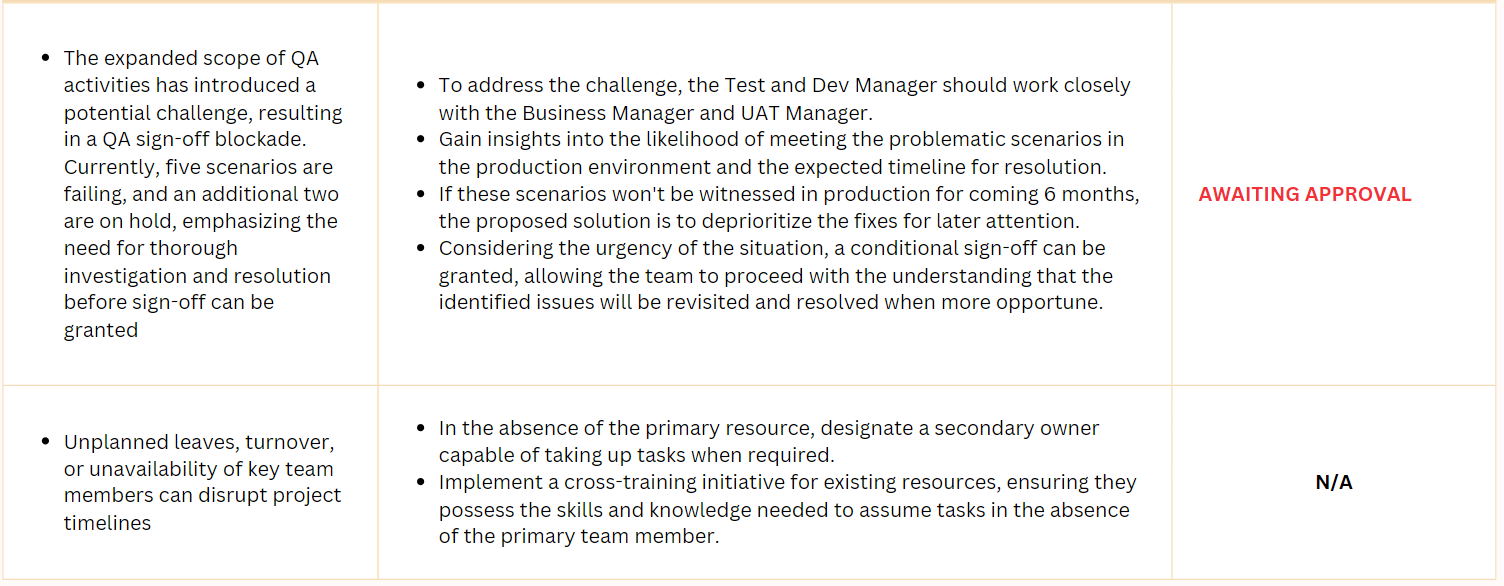 • The expanded scope of QA
activities has introduced a
potential challenge, resulting
in a QA sign-off blockade.
Currently, five scenarios are
failing, and an additional two
are on hold, emphasizing the
need for thorough
investigation and resolution
before sign-off can be
granted
• To address the challenge, the Test and Dev Manager should work closely
with the Business Manager and UAT Manager.
• Gain insights into the likelihood of meeting the problematic scenarios in
the production environment and the expected timeline for resolution.
• If these scenarios won't be witnessed in production for coming 6 months,
the proposed solution is to deprioritize the fixes for later attention.
• Considering the urgency of the situation, a conditional sign-off can be
granted, allowing the team to proceed with the understanding that the
identified issues will be revisited and resolved when more opportune.
AWAITING APPROVAL
• Unplanned leaves, turnover,
or unavailability of key team
members can disrupt project
timelines
• In the absence of the primary resource, designate a secondary owner
capable of taking up tasks when required.
• Implement a cross-training initiative for existing resources, ensuring they
possess the skills and knowledge needed to assume tasks in the absence
of the primary team member.
N/A